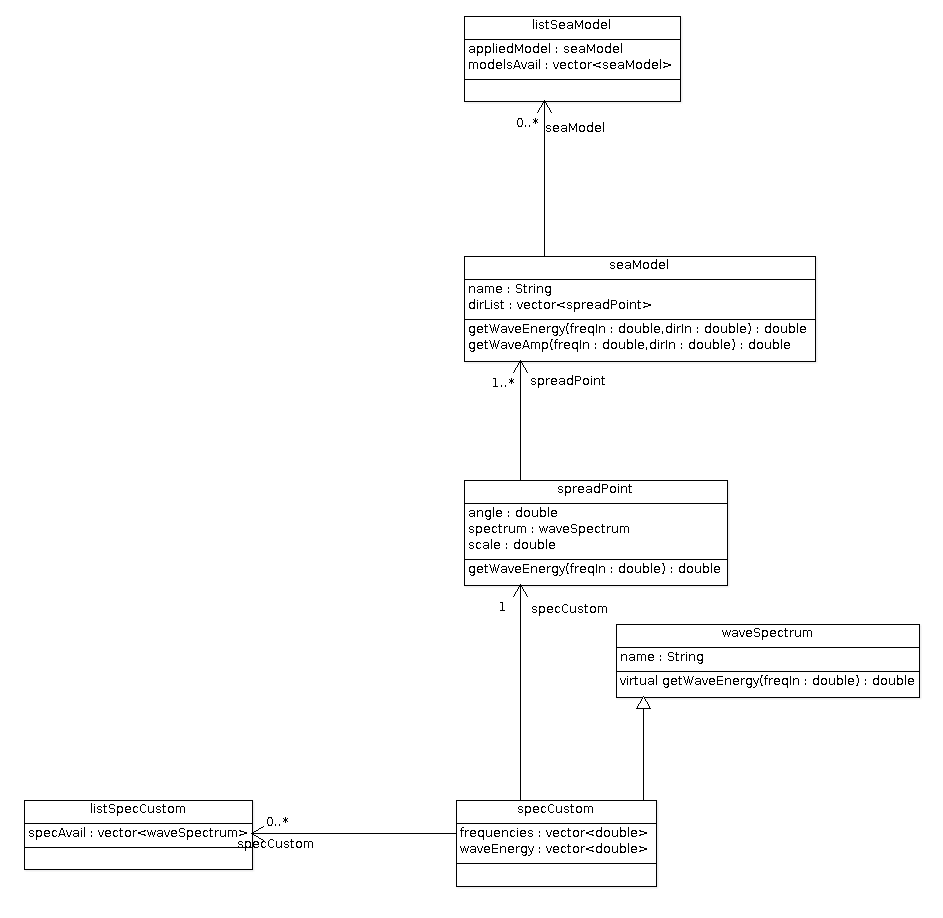 listSeaModel
appliedModel : seaModel
modelsAvail : vector<seaModel>
0..*
seaModel
seaModel
name : String
dirList : vector<spreadPoint>
getWaveEnergy(freqIn : double,dirIn : double) : double
getWaveAmp(freqIn : double,dirIn : double) : double
1..*
spreadPoint
spreadPoint
angle : double
spectrum : waveSpectrum
scale : double
getWaveEnergy(freqIn : double) : double
1
specCustom
waveSpectrum
name : String
virtual getWaveEnergy(freqIn : double) : double
listSpecCustom
specAvail : vector<waveSpectrum>
0..*
specCustom
specCustom
frequencies : vector<double>
waveEnergy : vector<double>